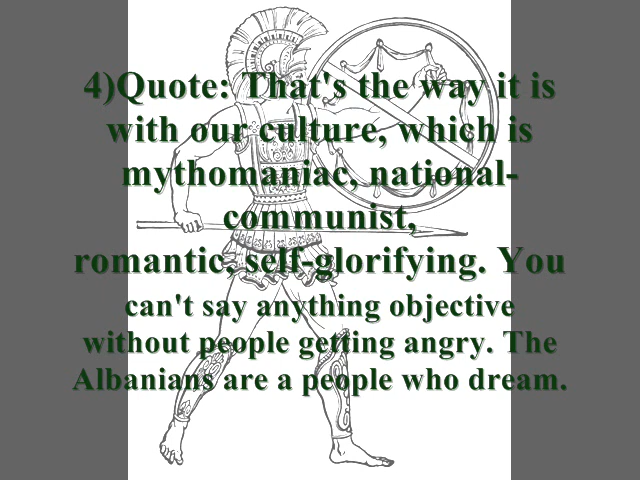 4)Quote: That's the way it is
with our culture, which is
mythomaniac, national-
communist,
romantic, self-glorifying. You
can't say anything objective
without people getting angry. The
Albanians are a people who dream.